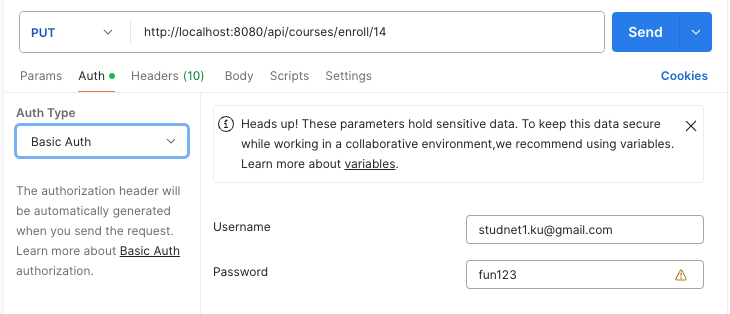 PUT http://localhost:8080/api/courses/enroll/14 Send
Params Auth Headers (10) Body Scripts Settings Cookies
Auth Type
Basic Auth
The authorization header will
be automatically generated
when you send the request.
Learn more about Basic Auth
authorization.
Heads up! These parameters hold sensitive data. To keep this data secure
while working in a collaborative environment,we recommend using variables.
Learn more about variables.
Username studnet1.ku@gmail.com
Password fun123